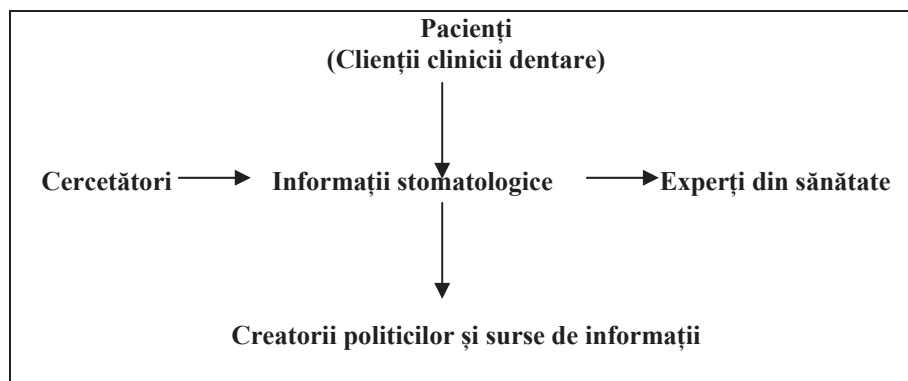 Pacienți
(Clienții clinicii dentare)
Cercetători Informații stomatologice Experți din sănătate
Creatorii politicilor și surse de informații